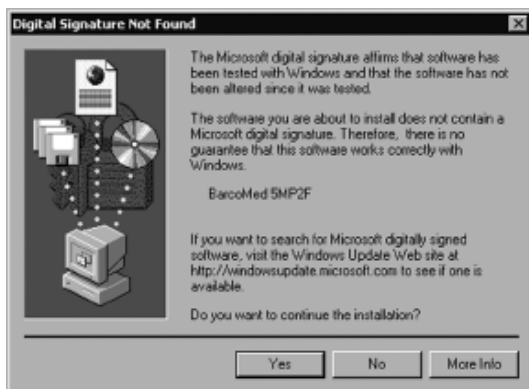 Digital Signature Not Found
The Microsoft digital signature affirms that software has
been tested with Windows and that the software has not
been altered since it was tested.
The software you are about to install does not contain a
Microsoft digital signature. Therefore, there is no
guarantee that this software works correctly with
Windows.
BarcoMed 5MP2F
If you want to search for Microsoft digitally signed
software, visit the Windows Update Web site at
http://windowsupdate.microsoft.com to see if one is
available.
Do you want to continue the installation?
Yes
No
More Info